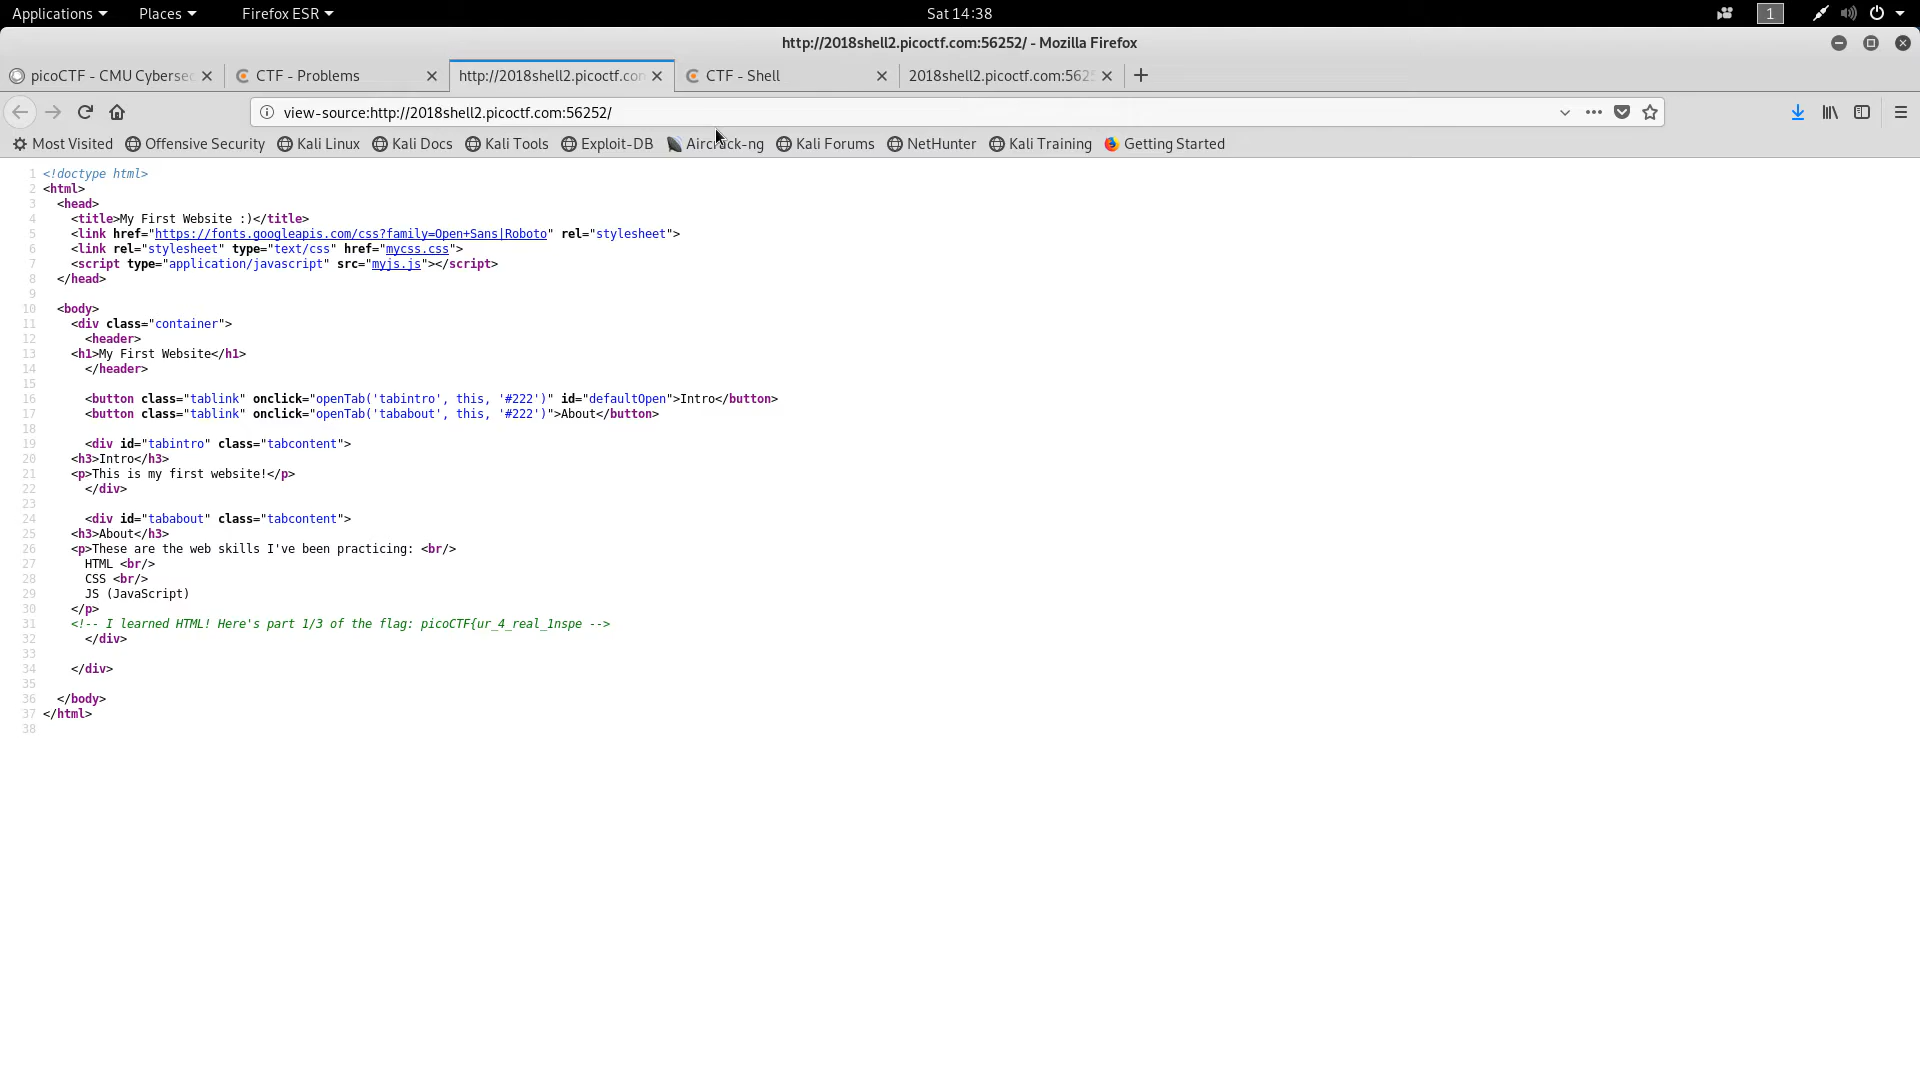 Applications Places Firefox ESR Sat 14:38 1
http://2018shell2.picoctf.com:56252/ - Mozilla Firefox
picoCTF - CMU Cybersec CTF - Problems http://2018shell2.picoctf.con CTF - Shell 2018shell2.picoctf.com:562
view-source:http://2018shell2.picoctf.com:56252/
Most Visited Offensive Security Kali Linux Kali Docs Kali Tools Exploit-DB Aircrack-ng Kali Forums NetHunter Kali Training Getting Started
1 <!doctype html>
2 <html>
3 <head>
4 <title>My First Website :)</title>
5 <link href="https://fonts.googleapis.com/css?family=Open+Sans|Roboto" rel="stylesheet">
6 <link rel="stylesheet" type="text/css" href="mycss.css">
7 <script type="application/javascript" src="myjs.js"></script>
8 </head>
9
10 <body>
11 <div class="container">
12 <header>
13 <h1>My First Website</h1>
14 </header>
15
16 <button class="tablink" onclick="openTab('tabintro', this, '#222')" id="defaultOpen">Intro</button>
17 <button class="tablink" onclick="openTab('tababout', this, '#222')">About</button>
18
19 <div id="tabintro" class="tabcontent">
20 <h3>Intro</h3>
21 <p>This is my first website!</p>
22 </div>
23
24 <div id="tababout" class="tabcontent">
25 <h3>About</h3>
26 <p>These are the web skills I've been practicing: <br/>
27 HTML <br/>
28 CSS <br/>
29 JS (JavaScript)
30 </p>
31 <!-- I learned HTML! Here's part 1/3 of the flag: picoCTF{ur_4_real_1nspe -->
32 </div>
33
34 </div>
35
36 </body>
37 </html>
38